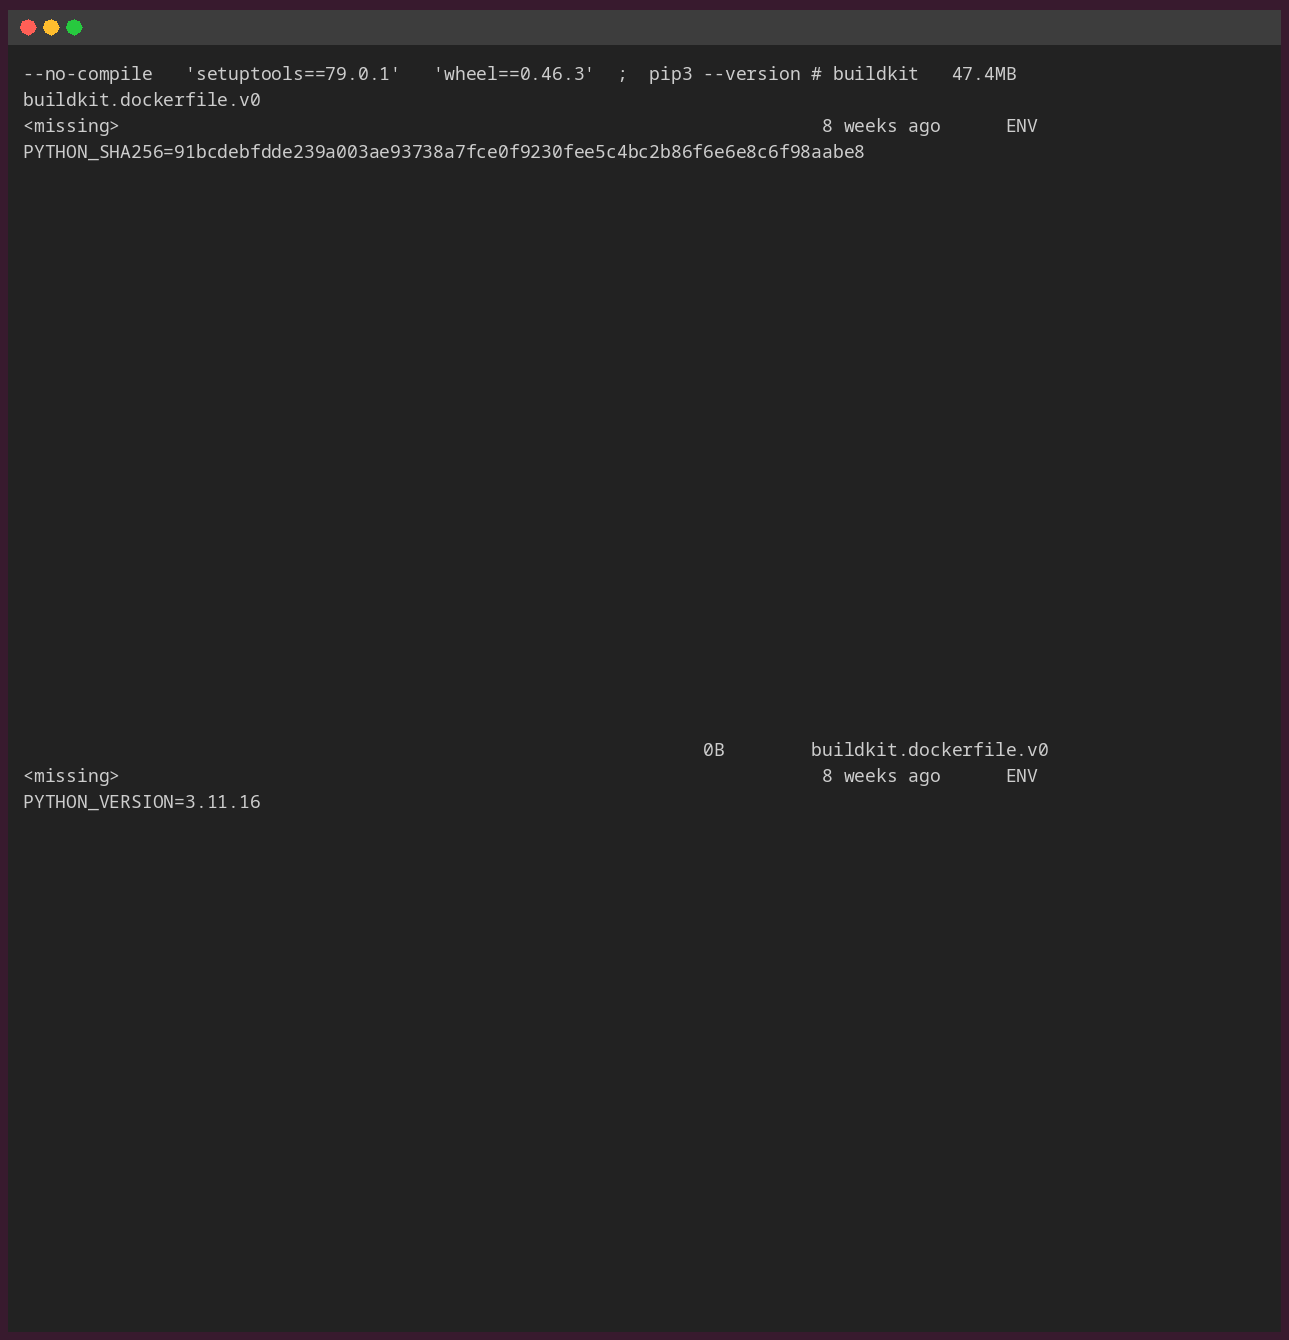 --no-compile   'setuptools==79.0.1'   'wheel==0.46.3'  ;  pip3 --version # buildkit   47.4MB
buildkit.dockerfile.v0
<missing>                                                                 8 weeks ago      ENV
PYTHON_SHA256=91bcdebfdde239a003ae93738a7fce0f9230fee5c4bc2b86f6e6e8c6f98aabe8
0B        buildkit.dockerfile.v0
<missing>                                                                 8 weeks ago      ENV
PYTHON_VERSION=3.11.16